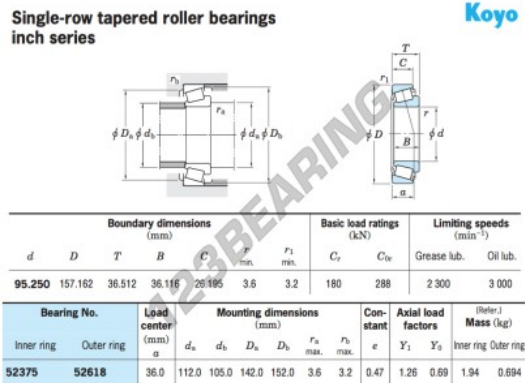 Single-row tapered roller bearings
inch series
Koyo
T
C
r1
r
B
ϕD
ϕd
a
rb
ra
ϕDa ϕdb
ϕda ϕDb
123BEARING
Boundary dimensions
(mm)
Basic load ratings
(kN)
Limiting speeds
(min⁻¹)
d D T B C r min. r1 min. Cr C0r Grease lub. Oil lub.
95.250 157.162 36.512 36.116 26.195 3.6 3.2 180 288 2 300 3 000
Bearing No.
Load center (mm) a
Mounting dimensions
(mm)
Constant e
Axial load factors
(Refer.)
Mass (kg)
Inner ring Outer ring da db Da Db ra max. rb max. Y1 Y0 Inner ring Outer ring
52375 52618 36.0 112.0 105.0 142.0 152.0 3.6 3.2 0.47 1.26 0.69 1.94 0.694